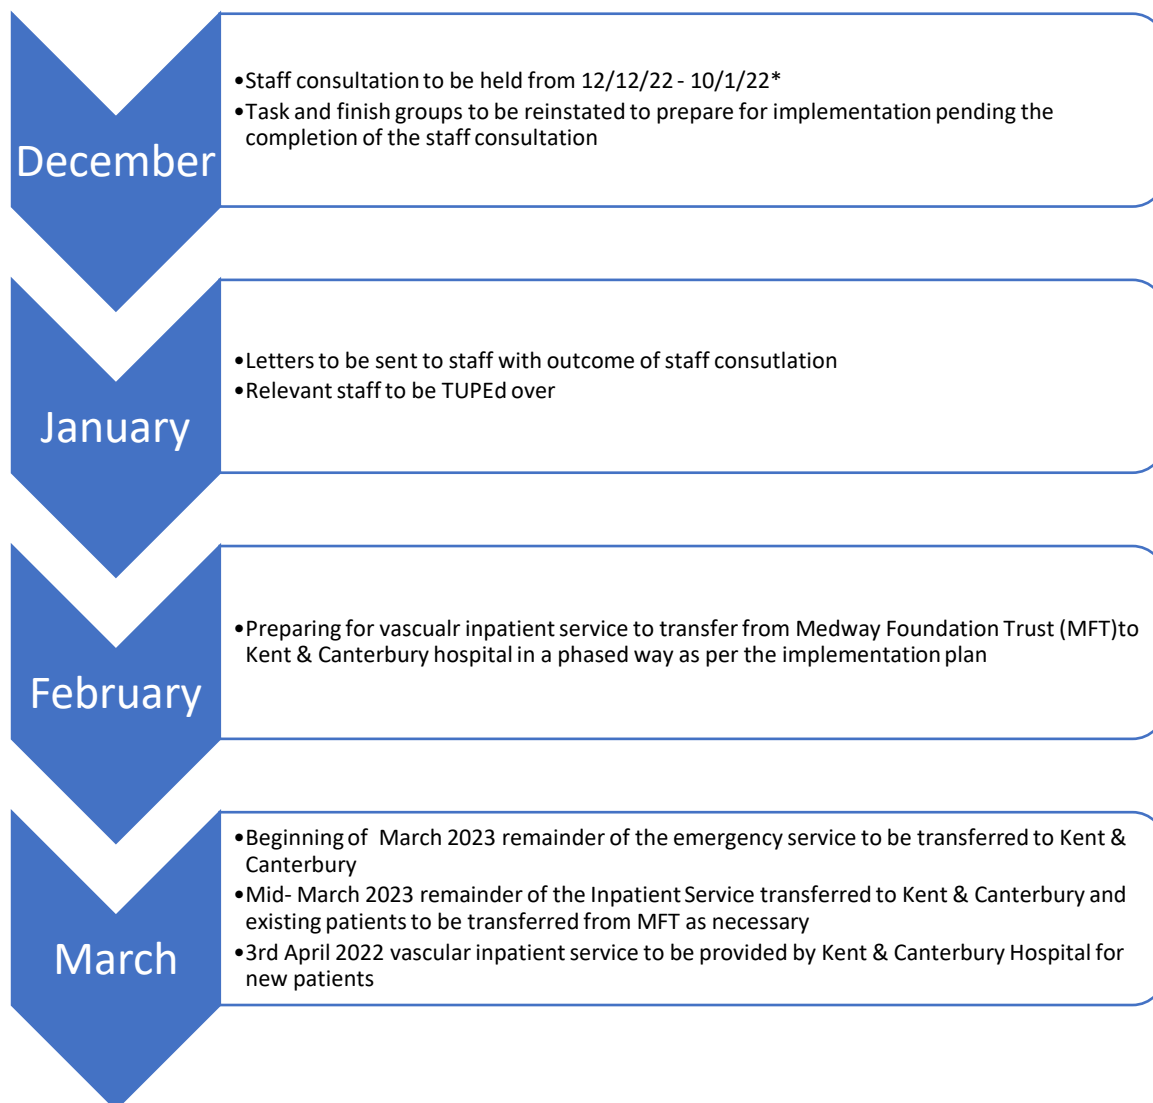 December
•Staff consultation to be held from 12/12/22 - 10/1/22*
•Task and finish groups to be reinstated to prepare for implementation pending the
completion of the staff consultation
January
•Letters to be sent to staff with outcome of staff consutlation
•Relevant staff to be TUPEd over
February
•Preparing for vascualr inpatient service to transfer from Medway Foundation Trust (MFT)to
Kent & Canterbury hospital in a phased way as per the implementation plan
March
•Beginning of March 2023 remainder of the emergency service to be transferred to Kent &
Canterbury
•Mid- March 2023 remainder of the Inpatient Service transferred to Kent & Canterbury and
existing patients to be transferred from MFT as necessary
•3rd April 2022 vascular inpatient service to be provided by Kent & Canterbury Hospital for
new patients